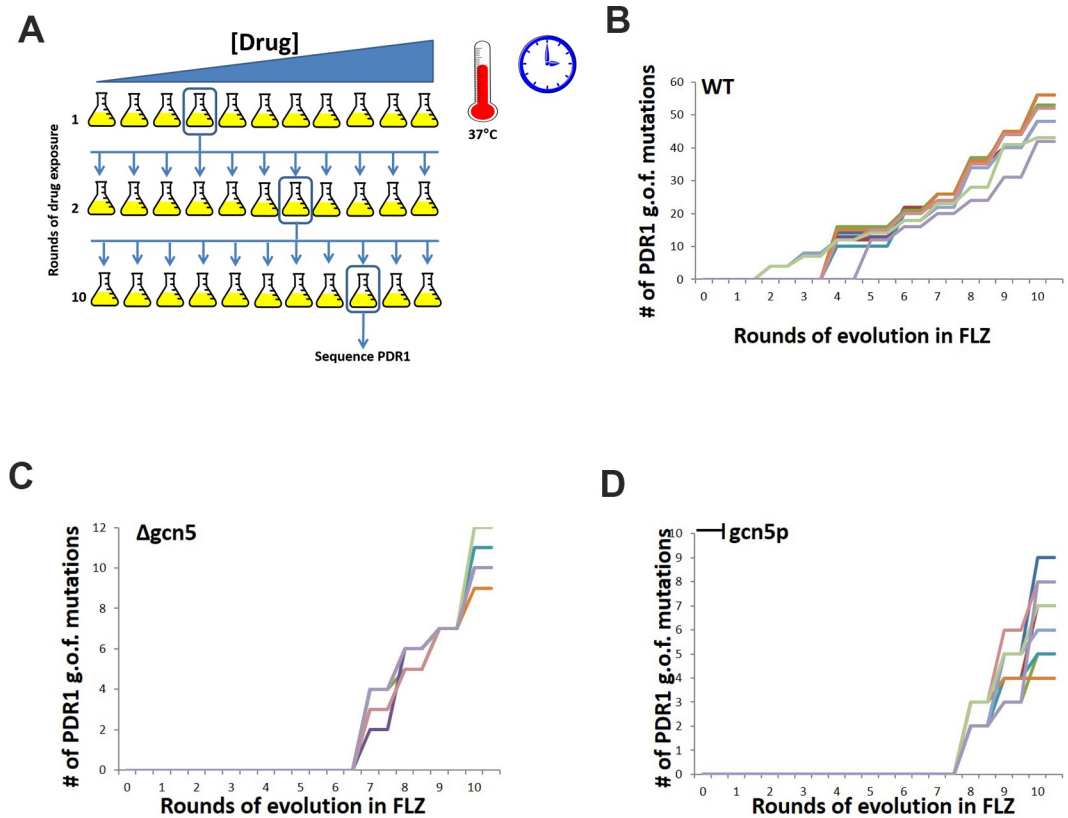 A
[Drug]
37°C
Rounds of drug exposure
1
2
10
Sequence PDR1
B
WT
# of PDR1 g.o.f. mutations
60
50
40
30
20
10
0
0 1 2 3 4 5 6 7 8 9 10
Rounds of evolution in FLZ
C
Δgcn5
# of PDR1 g.o.f. mutations
12
10
8
6
4
2
0
0 1 2 3 4 5 6 7 8 9 10
Rounds of evolution in FLZ
D
gcn5p
# of PDR1 g.o.f. mutations
10
9
8
7
6
5
4
3
2
1
0
0 1 2 3 4 5 6 7 8 9 10
Rounds of evolution in FLZ